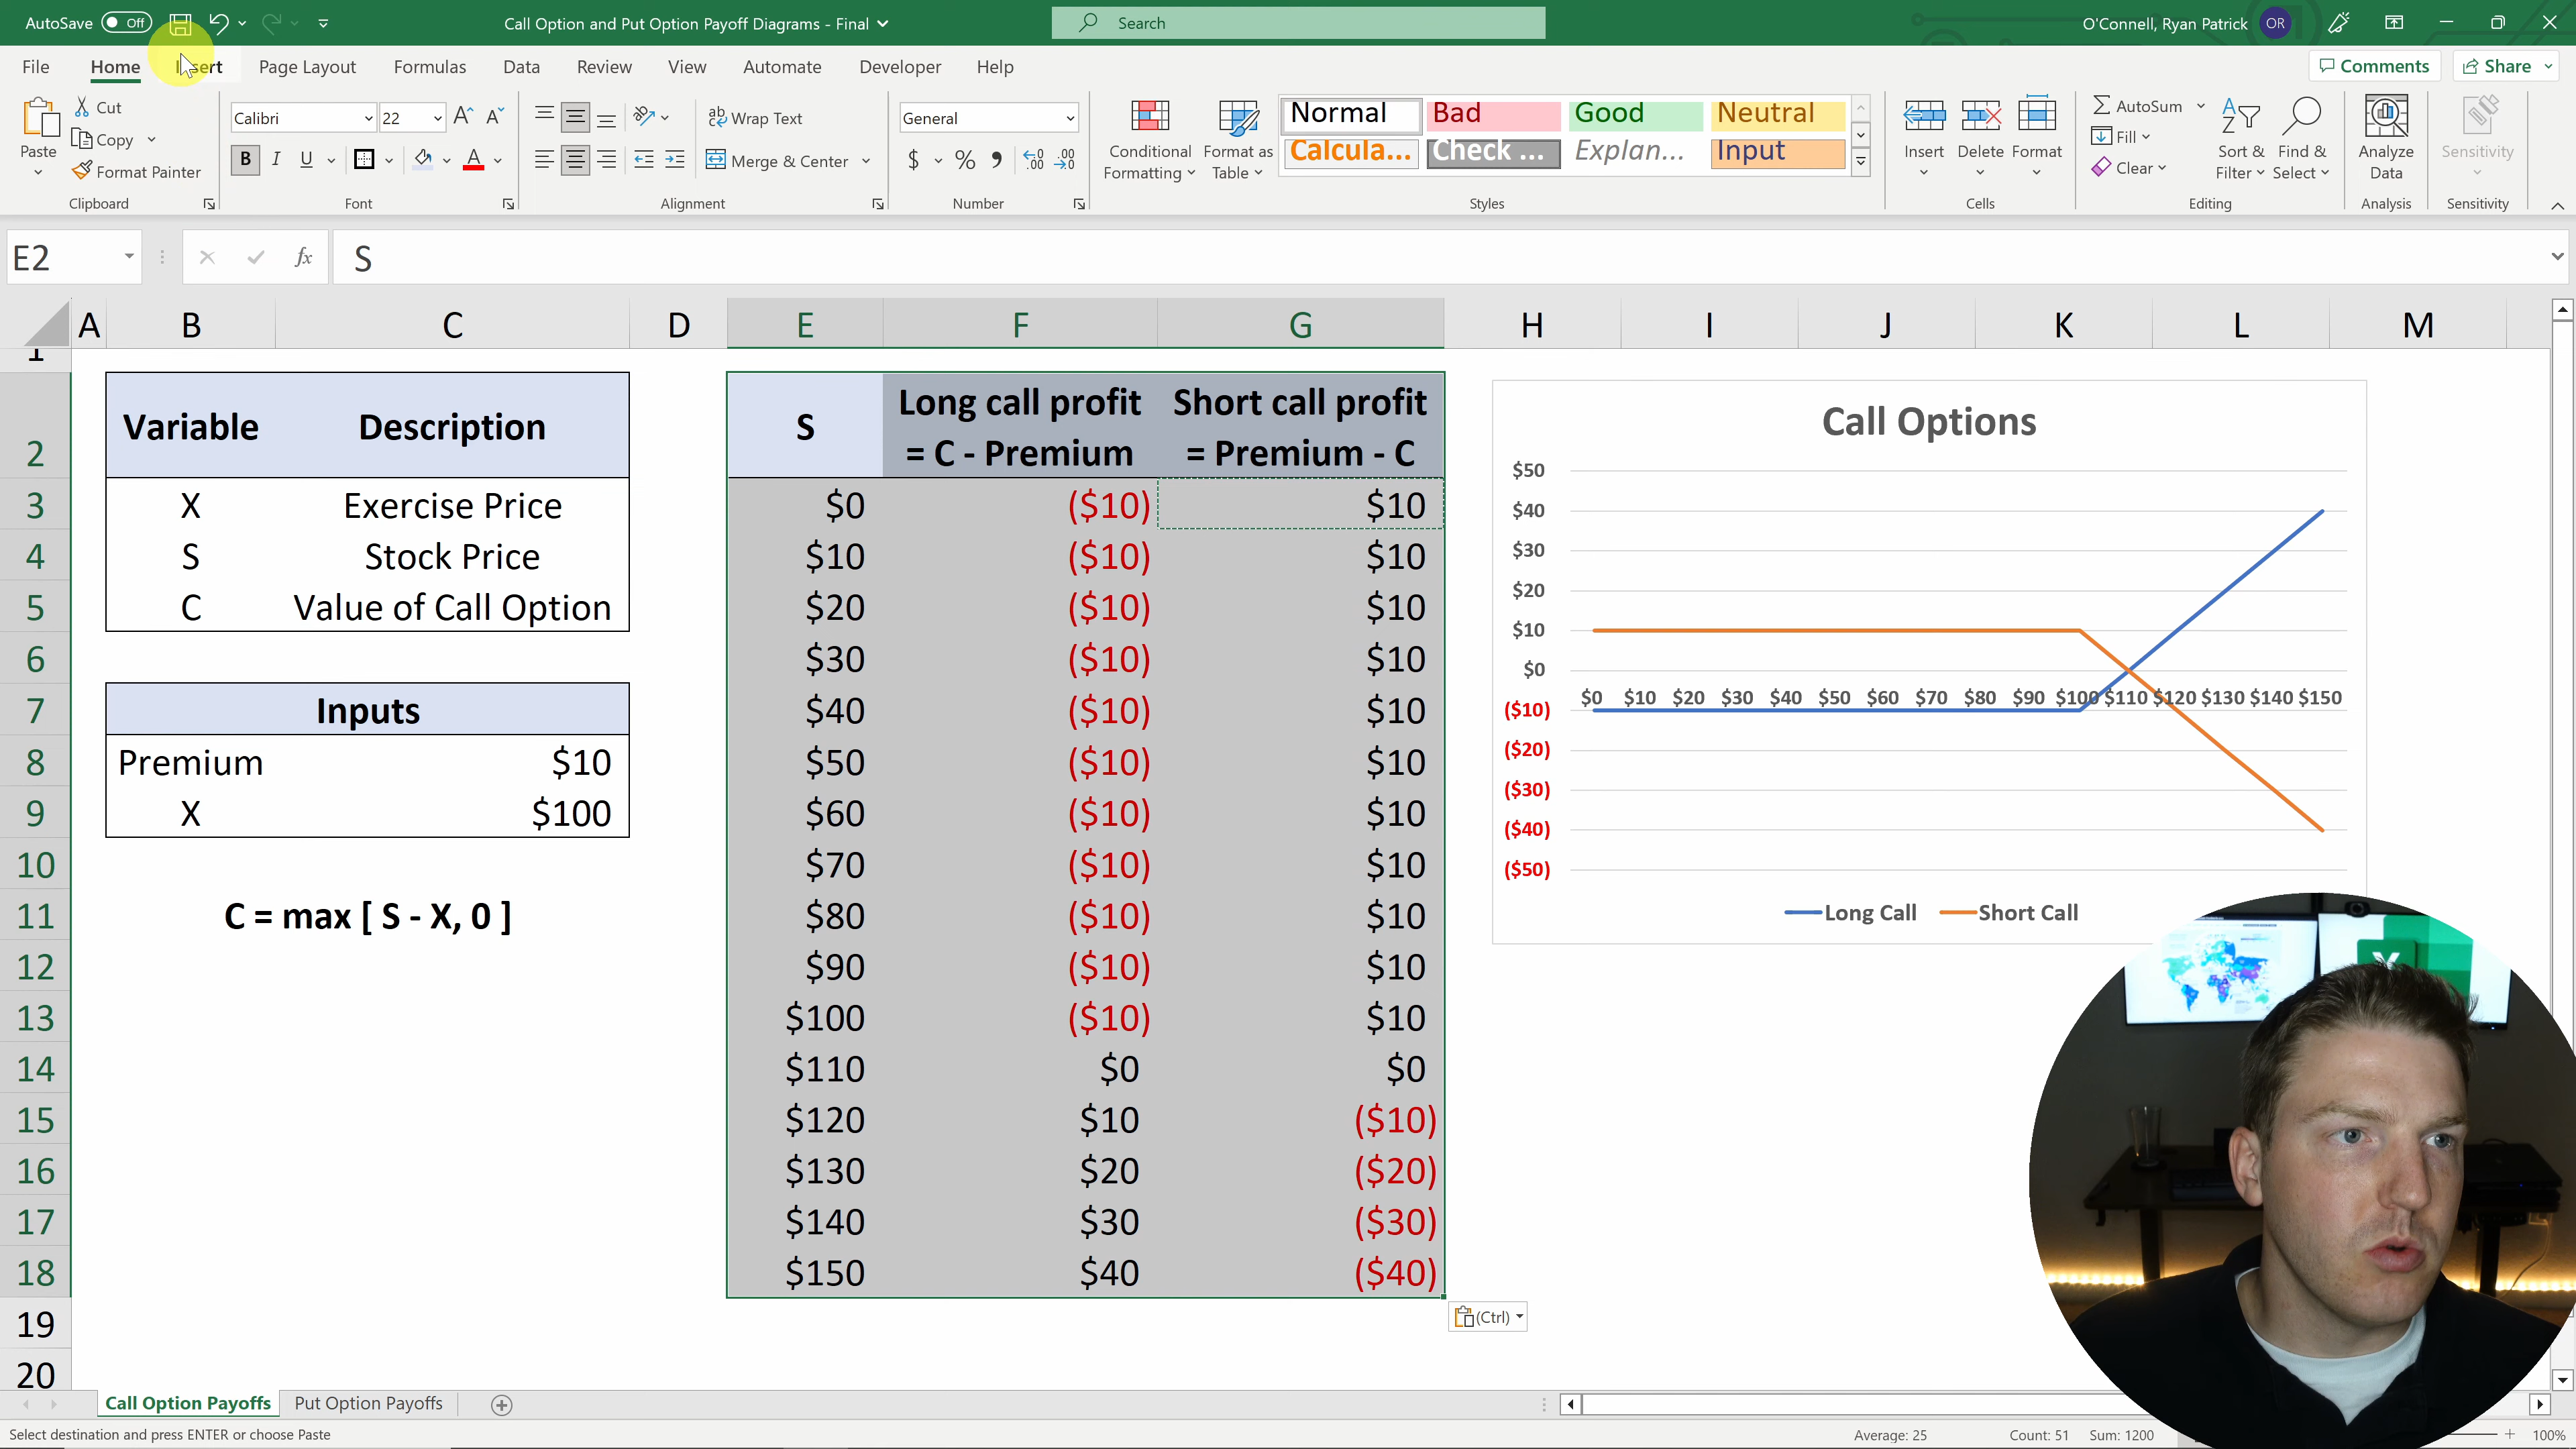 AutoSave Off
Call Option and Put Option Payoff Diagrams - Final
Search
O'Connell, Ryan Patrick OR
File Home Insert Page Layout Formulas Data Review View Automate Developer Help
Comments Share
Paste
Cut
Copy
Format Painter
Clipboard
Calibri 22
B I U
Font
Wrap Text
Merge & Center
Alignment
General
$ % 9
Number
Conditional Formatting
Format as Table
Normal Bad Good Neutral
Calcula... Check ... Explan... Input
Styles
Insert Delete Format
Cells
AutoSum
Fill
Clear
Sort & Filter
Find & Select
Editing
Analyze Data
Analysis
Sensitivity
Sensitivity
E2 fx S
A B C D E F G H I J K L M
1
2 Variable Description S Long call profit = C - Premium Short call profit = Premium - C
3 X Exercise Price $0 ($10) $10
4 S Stock Price $10 ($10) $10
5 C Value of Call Option $20 ($10) $10
6 $30 ($10) $10
7 Inputs $40 ($10) $10
8 Premium $10 $50 ($10) $10
9 X $100 $60 ($10) $10
10 $70 ($10) $10
11 C = max [ S - X, 0 ] $80 ($10) $10
12 $90 ($10) $10
13 $100 ($10) $10
14 $110 $0 $0
15 $120 $10 ($10)
16 $130 $20 ($20)
17 $140 $30 ($30)
18 $150 $40 ($40)
19
20
(Ctrl)
Call Options
$50
$40
$30
$20
$10
$0
$0 $10 $20 $30 $40 $50 $60 $70 $80 $90 $100 $110 $120 $130 $140 $150
($10)
($20)
($30)
($40)
($50)
Long Call Short Call
Call Option Payoffs Put Option Payoffs
Select destination and press ENTER or choose Paste
Average: 25 Count: 51 Sum: 1200 100%